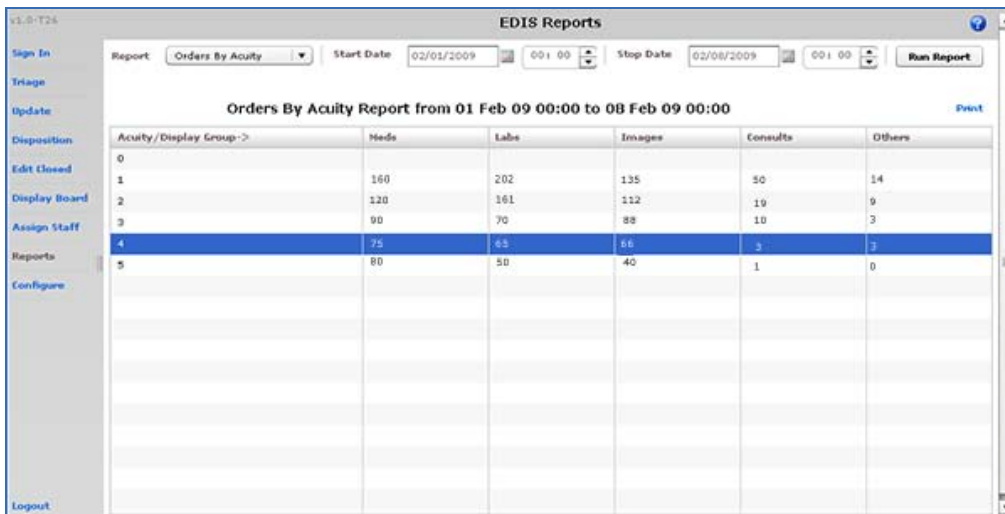 v1.0-T26
EDIS Reports
Sign In
Report Orders By Acuity Start Date 02/01/2009 00: 00 Stop Date 02/08/2009 00: 00 Run Report
Triage
Update
Orders By Acuity Report from 01 Feb 09 00:00 to 08 Feb 09 00:00
Print
Disposition
Edit Closed
Display Board
Assign Staff
Reports
Configure
Logout
Acuity/Display Group-> Meds Labs Images Consults Others
0
1 160 202 135 50 14
2 120 161 112 19 9
3 90 70 88 10 3
4 75 65 66 3 3
5 80 50 40 1 0